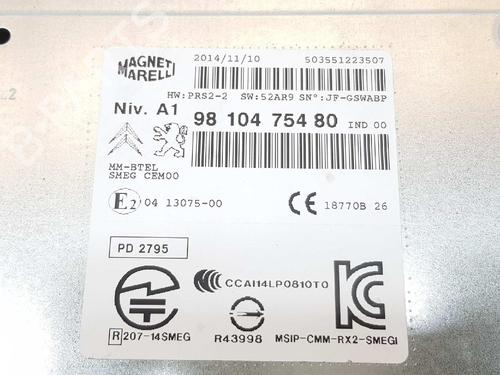 MAGNETI
MARELLI
2014/11/10
503551223507
HW:PRS2-2 SW:52AR9 SN°:JF-GSWABP
Niv. A1
98 104 754 80 IND 00
MM-BTEL
SMEG CEM00
E2 04 13075-00
CE 18770B 26
PD 2795
CCAI14LP0810T0
R 207-14SMEG
R43998
MSIP-CMM-RX2-SMEGI